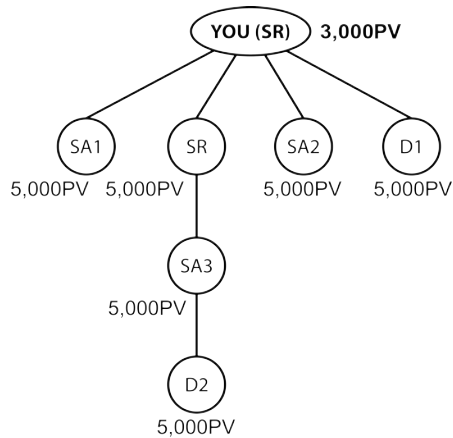 YOU (SR) 3,000PV
SA1 SR SA2 D1
5,000PV 5,000PV 5,000PV 5,000PV
SA3
5,000PV
D2
5,000PV